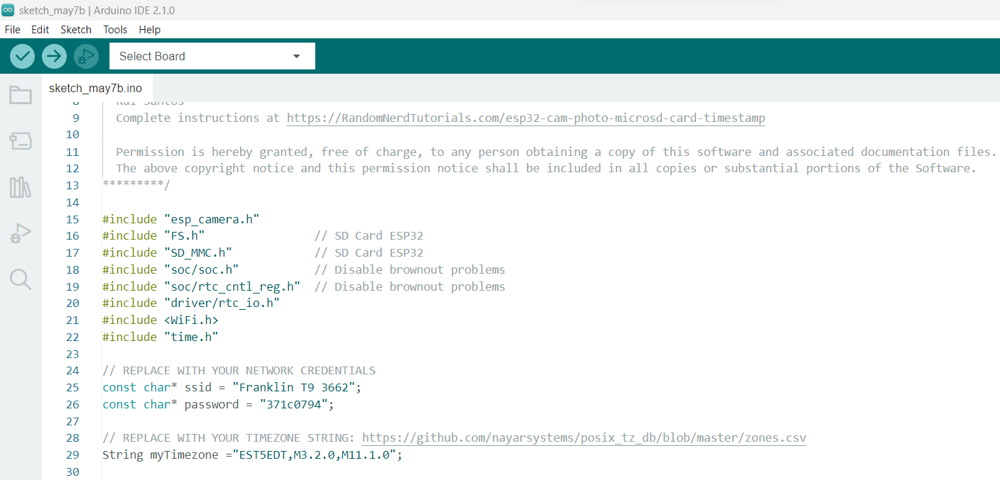 sketch_may7b | Arduino IDE 2.1.0
File Edit Sketch Tools Help
Select Board
sketch_may7b.ino
8 Rui Santos
9 Complete instructions at https://RandomNerdTutorials.com/esp32-cam-photo-microsd-card-timestamp
10
11 Permission is hereby granted, free of charge, to any person obtaining a copy of this software and associated documentation files.
12 The above copyright notice and this permission notice shall be included in all copies or substantial portions of the Software.
13 *********/
14
15 #include "esp_camera.h"
16 #include "FS.h" // SD Card ESP32
17 #include "SD_MMC.h" // SD Card ESP32
18 #include "soc/soc.h" // Disable brownout problems
19 #include "soc/rtc_cntl_reg.h" // Disable brownout problems
20 #include "driver/rtc_io.h"
21 #include <WiFi.h>
22 #include "time.h"
23
24 // REPLACE WITH YOUR NETWORK CREDENTIALS
25 const char* ssid = "Franklin T9 3662";
26 const char* password = "371c0794";
27
28 // REPLACE WITH YOUR TIMEZONE STRING: https://github.com/nayarsystems/posix_tz_db/blob/master/zones.csv
29 String myTimezone ="EST5EDT,M3.2.0,M11.1.0";
30